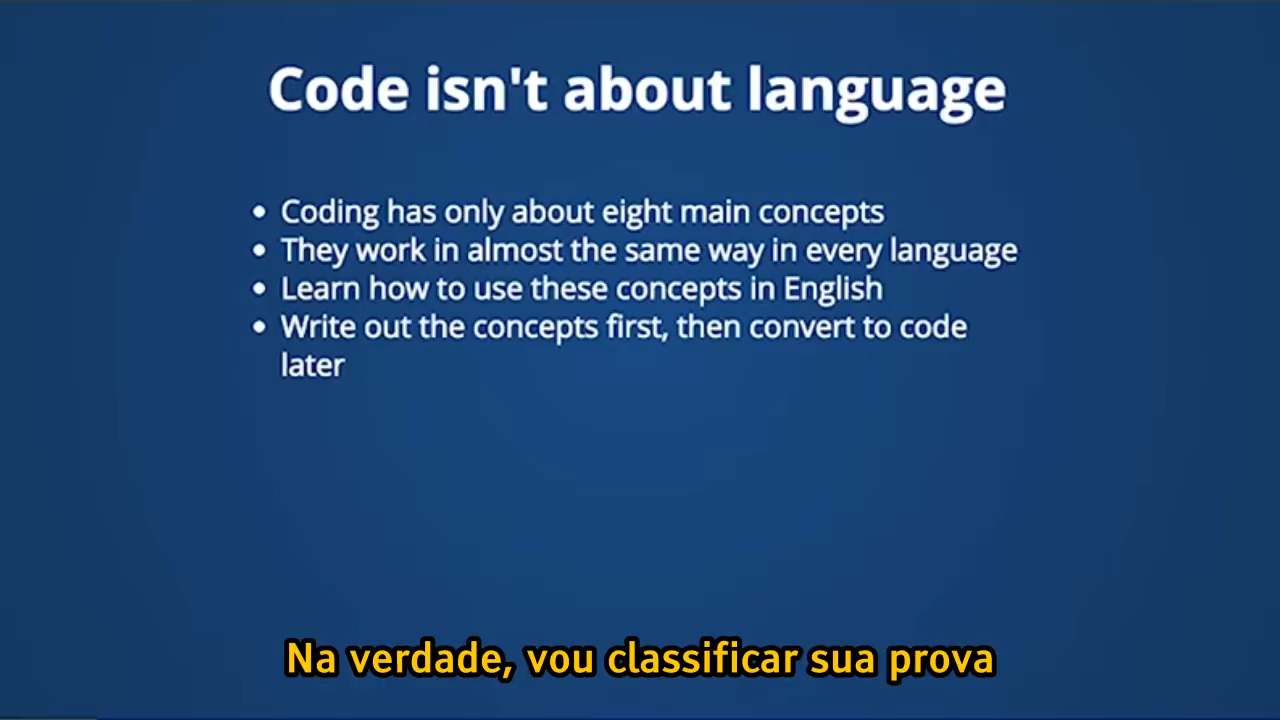 Code isn't about language
• Coding has only about eight main concepts
• They work in almost the same way in every language
• Learn how to use these concepts in English
• Write out the concepts first, then convert to code
later
Na verdade, vou classificar sua prova